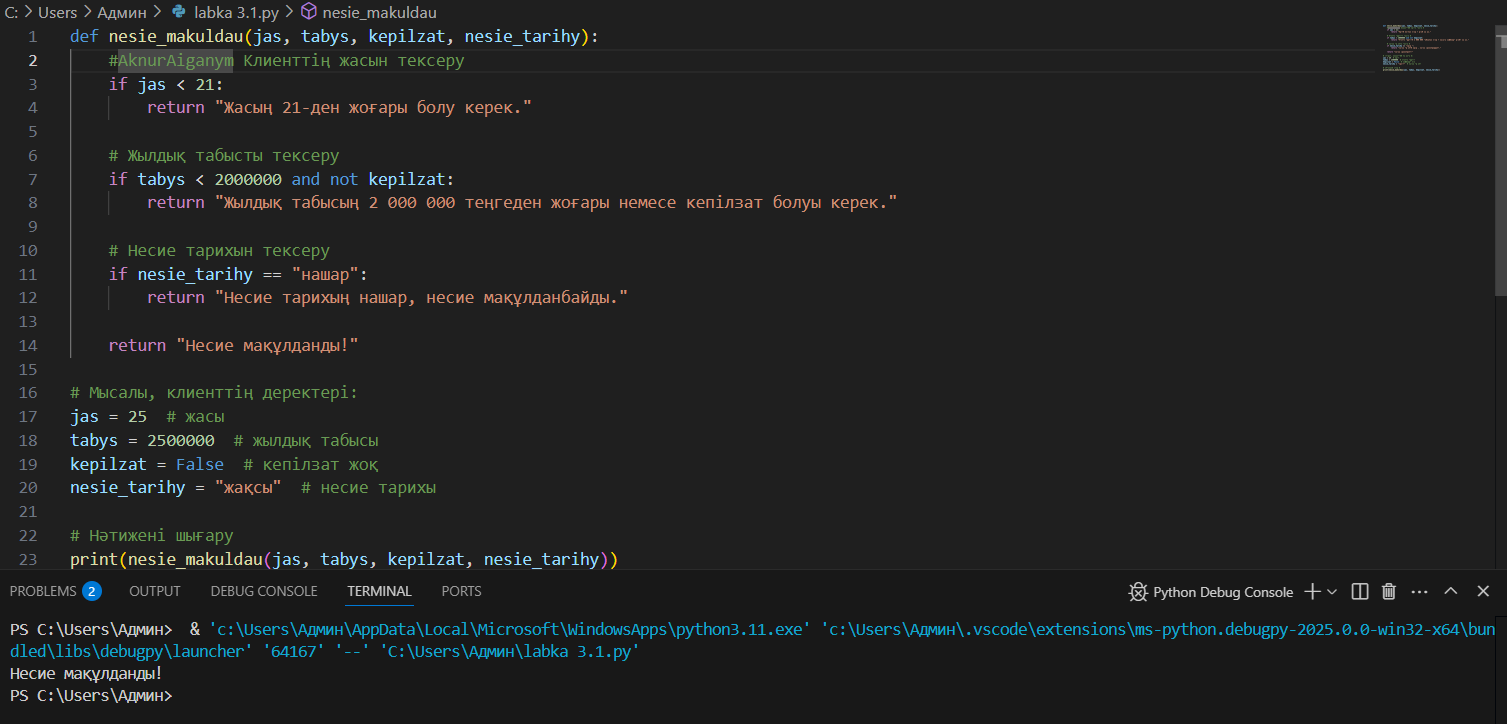 C: > Users > Админ > labka 3.1.py > nesie_makuldau
1 def nesie_makuldau(jas, tabys, kepilzat, nesie_tarihy):
2 #AknurAiganym Клиенттің жасын тексеру
3 if jas < 21:
4 return "Жасың 21-ден жоғары болу керек."
5
6 # Жылдық табысты тексеру
7 if tabys < 2000000 and not kepilzat:
8 return "Жылдық табысың 2 000 000 теңгеден жоғары немесе кепілзат болуы керек."
9
10 # Несие тарихын тексеру
11 if nesie_tarihy == "нашар":
12 return "Несие тарихың нашар, несие мақұлданбайды."
13
14 return "Несие мақұлданды!"
15
16 # Мысалы, клиенттің деректері:
17 jas = 25  # жасы
18 tabys = 2500000  # жылдық табысы
19 kepilzat = False  # кепілзат жоқ
20 nesie_tarihy = "жақсы"  # несие тарихы
21
22 # Нәтижені шығару
23 print(nesie_makuldau(jas, tabys, kepilzat, nesie_tarihy))
PROBLEMS 2 OUTPUT DEBUG CONSOLE TERMINAL PORTS Python Debug Console
PS C:\Users\Админ>  & 'c:\Users\Админ\AppData\Local\Microsoft\WindowsApps\python3.11.exe' 'c:\Users\Админ\.vscode\extensions\ms-python.debugpy-2025.0.0-win32-x64\bun
dled\libs\debugpy\launcher' '64167' '--' 'C:\Users\Админ\labka 3.1.py'
Несие мақұлданды!
PS C:\Users\Админ>